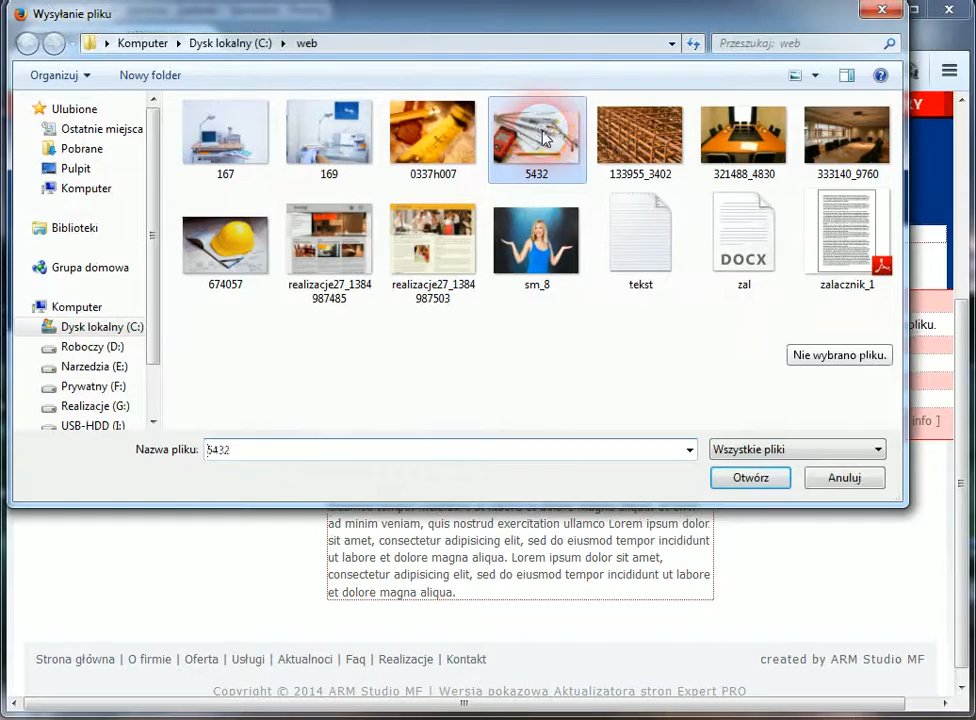 Wysyłanie pliku
Komputer
Dysk lokalny (C:)
web
Przeszukaj: web
Organizuj
New folder
Ulubione
Ostatnie miejsca
Pobrane
Pulpit
Komputer
Biblioteki
Grupa domowa
Komputer
Dysk lokalny (C:)
Roboczy (D:)
Narzedzia (E:)
Prywatny (F:)
Realizacje (G:)
USB-HDD (I:)
167
169
0337h007
5432
133955_3402
321488_4830
333140_9760
674057
realizacje27_1384
987485
realizacje27_1384
987503
sm_8
tekst
DOCX
zal
zalacznik_1
Nie wybrano pliku.
RY
pliku.
info ]
Nazwa pliku:
5432
Wszystkie pliki
Otwórz
Anuluj
ad minim veniam, quis nostrud exercitation ullamco Lorem ipsum dolor
sit amet, consectetur adipisicing elit, sed do eiusmod tempor incididunt
ut labore et dolore magna aliqua. Lorem ipsum dolor sit amet,
consectetur adipisicing elit, sed do eiusmod tempor incididunt ut labore
et dolore magna aliqua.
Strona główna | O firmie | Oferta | Usługi | Aktualnoci | Faq | Realizacje | Kontakt
created by ARM Studio MF
Copyright © 2014 ARM Studio MF | Wersja pokazowa Aktualizatora stron Expert PRO